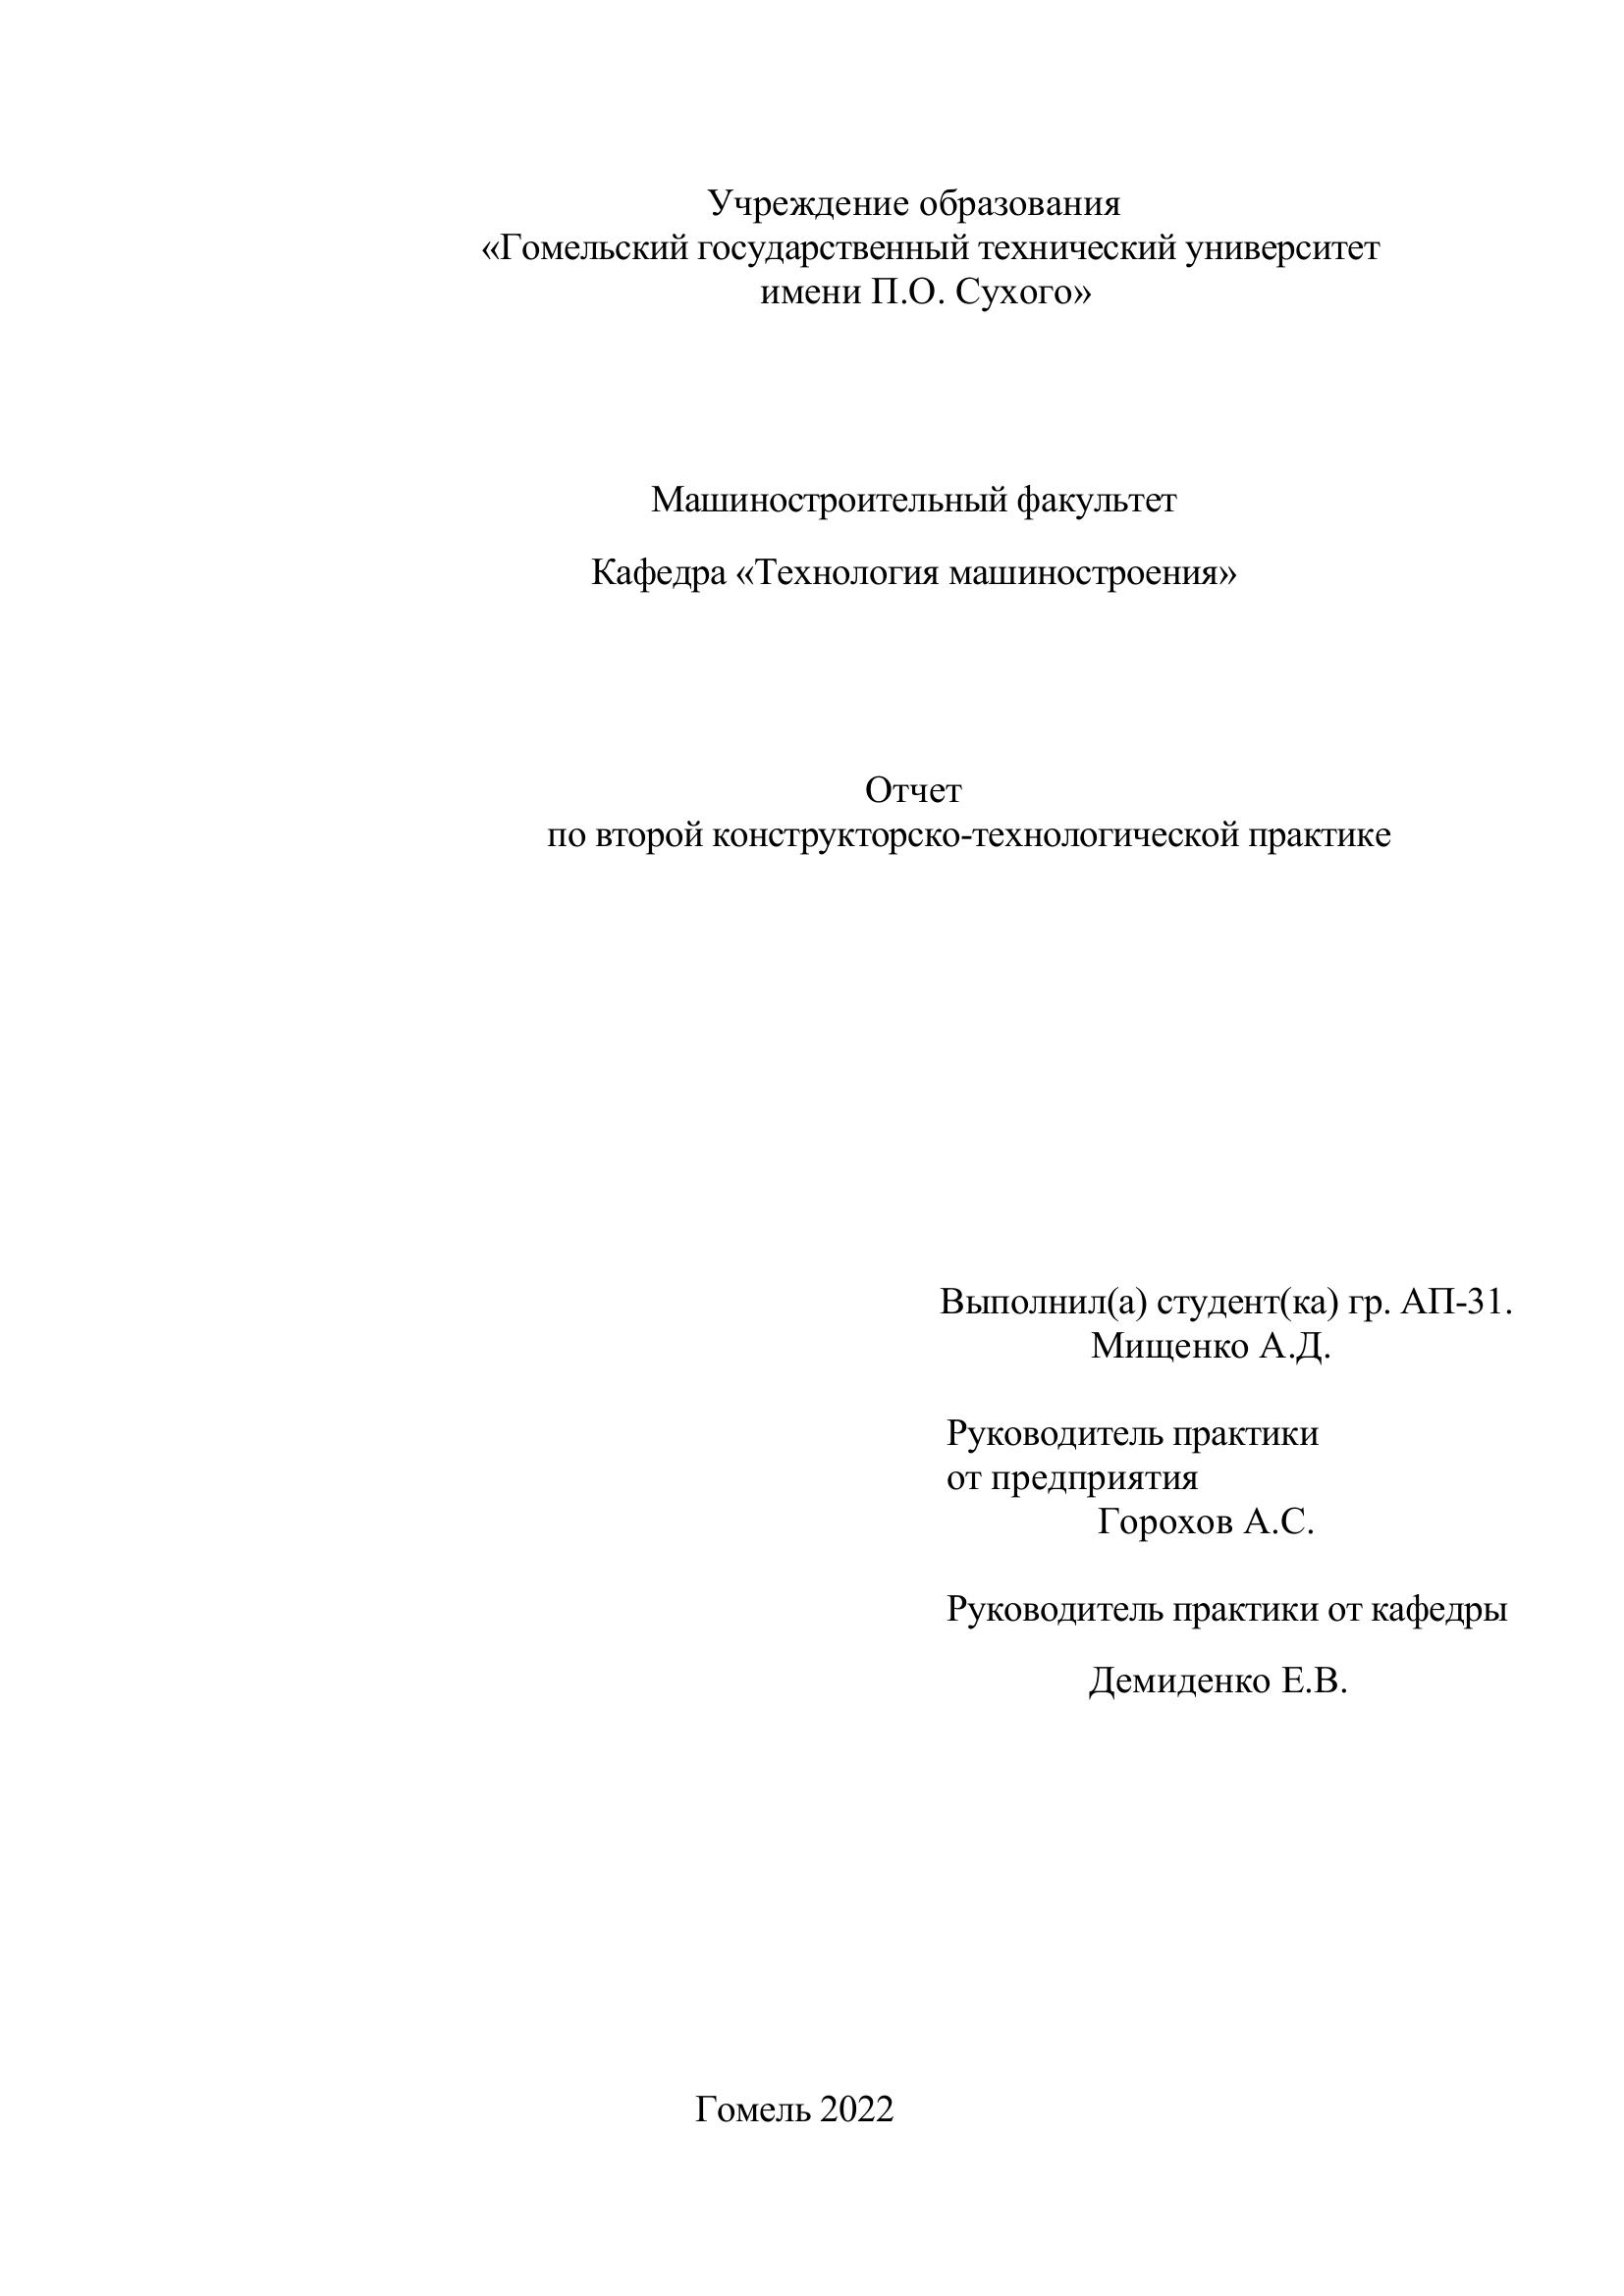 Учреждение образования
«Гомельский государственный технический университет
имени П.О. Сухого»
Машиностроительный факультет
Кафедра «Технология машиностроения»
Отчет
по второй конструкторско-технологической практике
Выполнил(а) студент(ка) гр. АП-31.
Мищенко А.Д.
Руководитель практики
от предприятия
Горохов А.С.
Руководитель практики от кафедры
Демиденко Е.В.
Гомель 2022